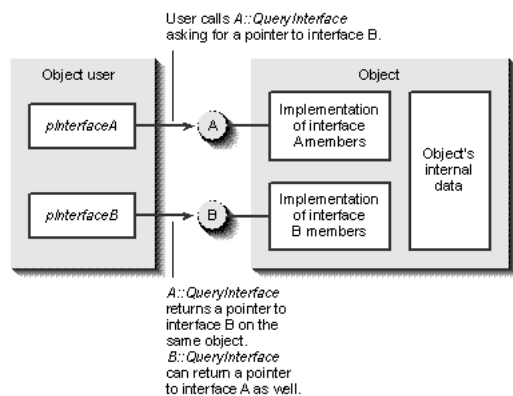 User calls A::QueryInterface
asking for a pointer to interface B.
Object user
Object
pInterfaceA
A
Implementation
of interface
A members
Object's
internal
data
pInterfaceB
B
Implementation
of interface
B members
A::QueryInterface
returns a pointer to
interface B on the
same object.
B::QueryInterface
can return a pointer
to interface A as well.